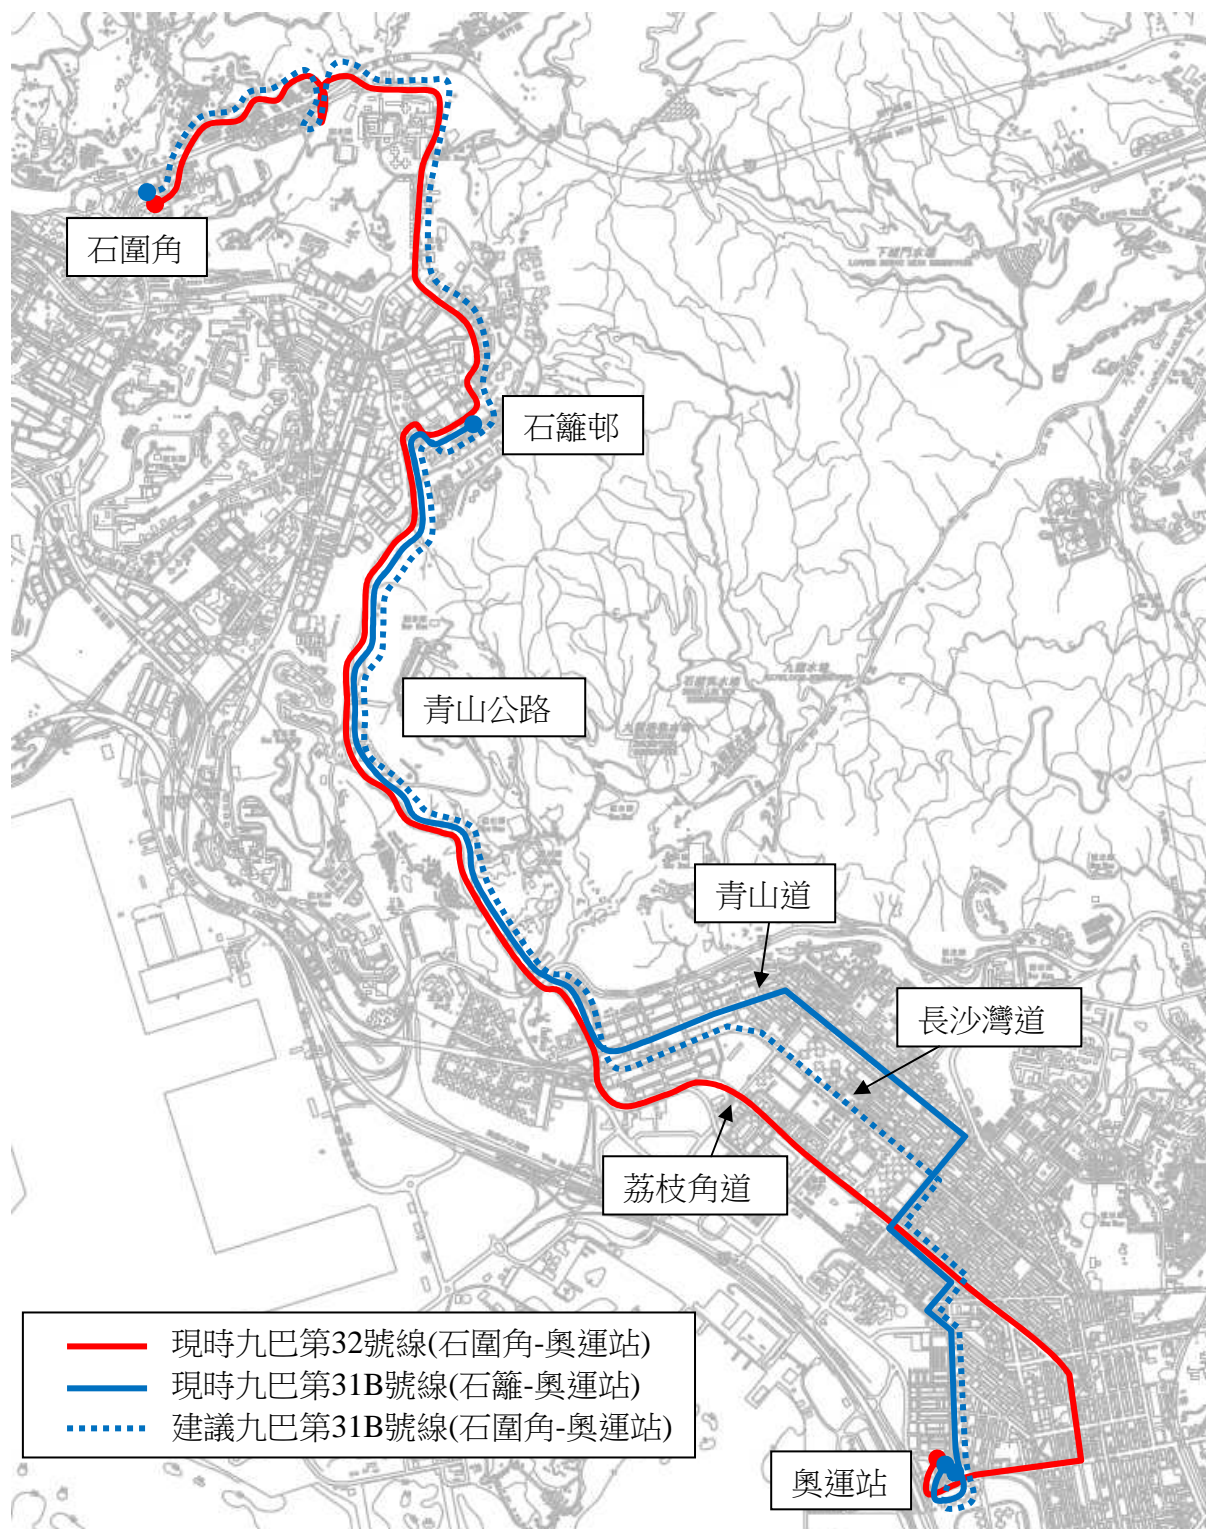 石圍角
石籬邨
青山公路
青山道
長沙灣道
荔枝角道
現時九巴第32號線(石圍角-奧運站)
現時九巴第31B號線(石籬-奧運站)
建議九巴第31B號線(石圍角-奧運站)
奧運站